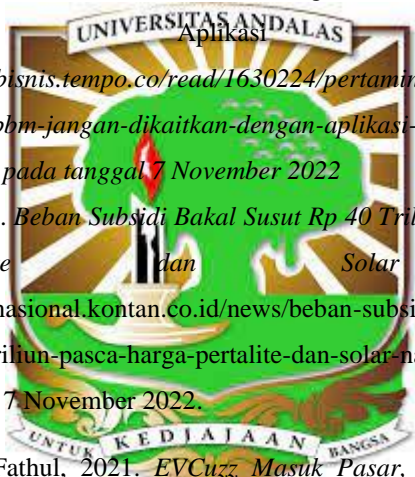 UNIVERSITAS ANDALAS
Aplikasi
bisnis.tempo.co/read/1630224/pertamin
bbm-jangan-dikaitkan-dengan-aplikasi-
pada tanggal 7 November 2022
. Beban Subsidi Bakal Susut Rp 40 Tril
e dan Solar
nasional.kontan.co.id/news/beban-subsi
riliun-pasca-harga-pertalite-dan-solar-na
7 November 2022.
UNTUK KEDJAJAAN BANGSA
Fathul, 2021. EVCuzz Masuk Pasar,